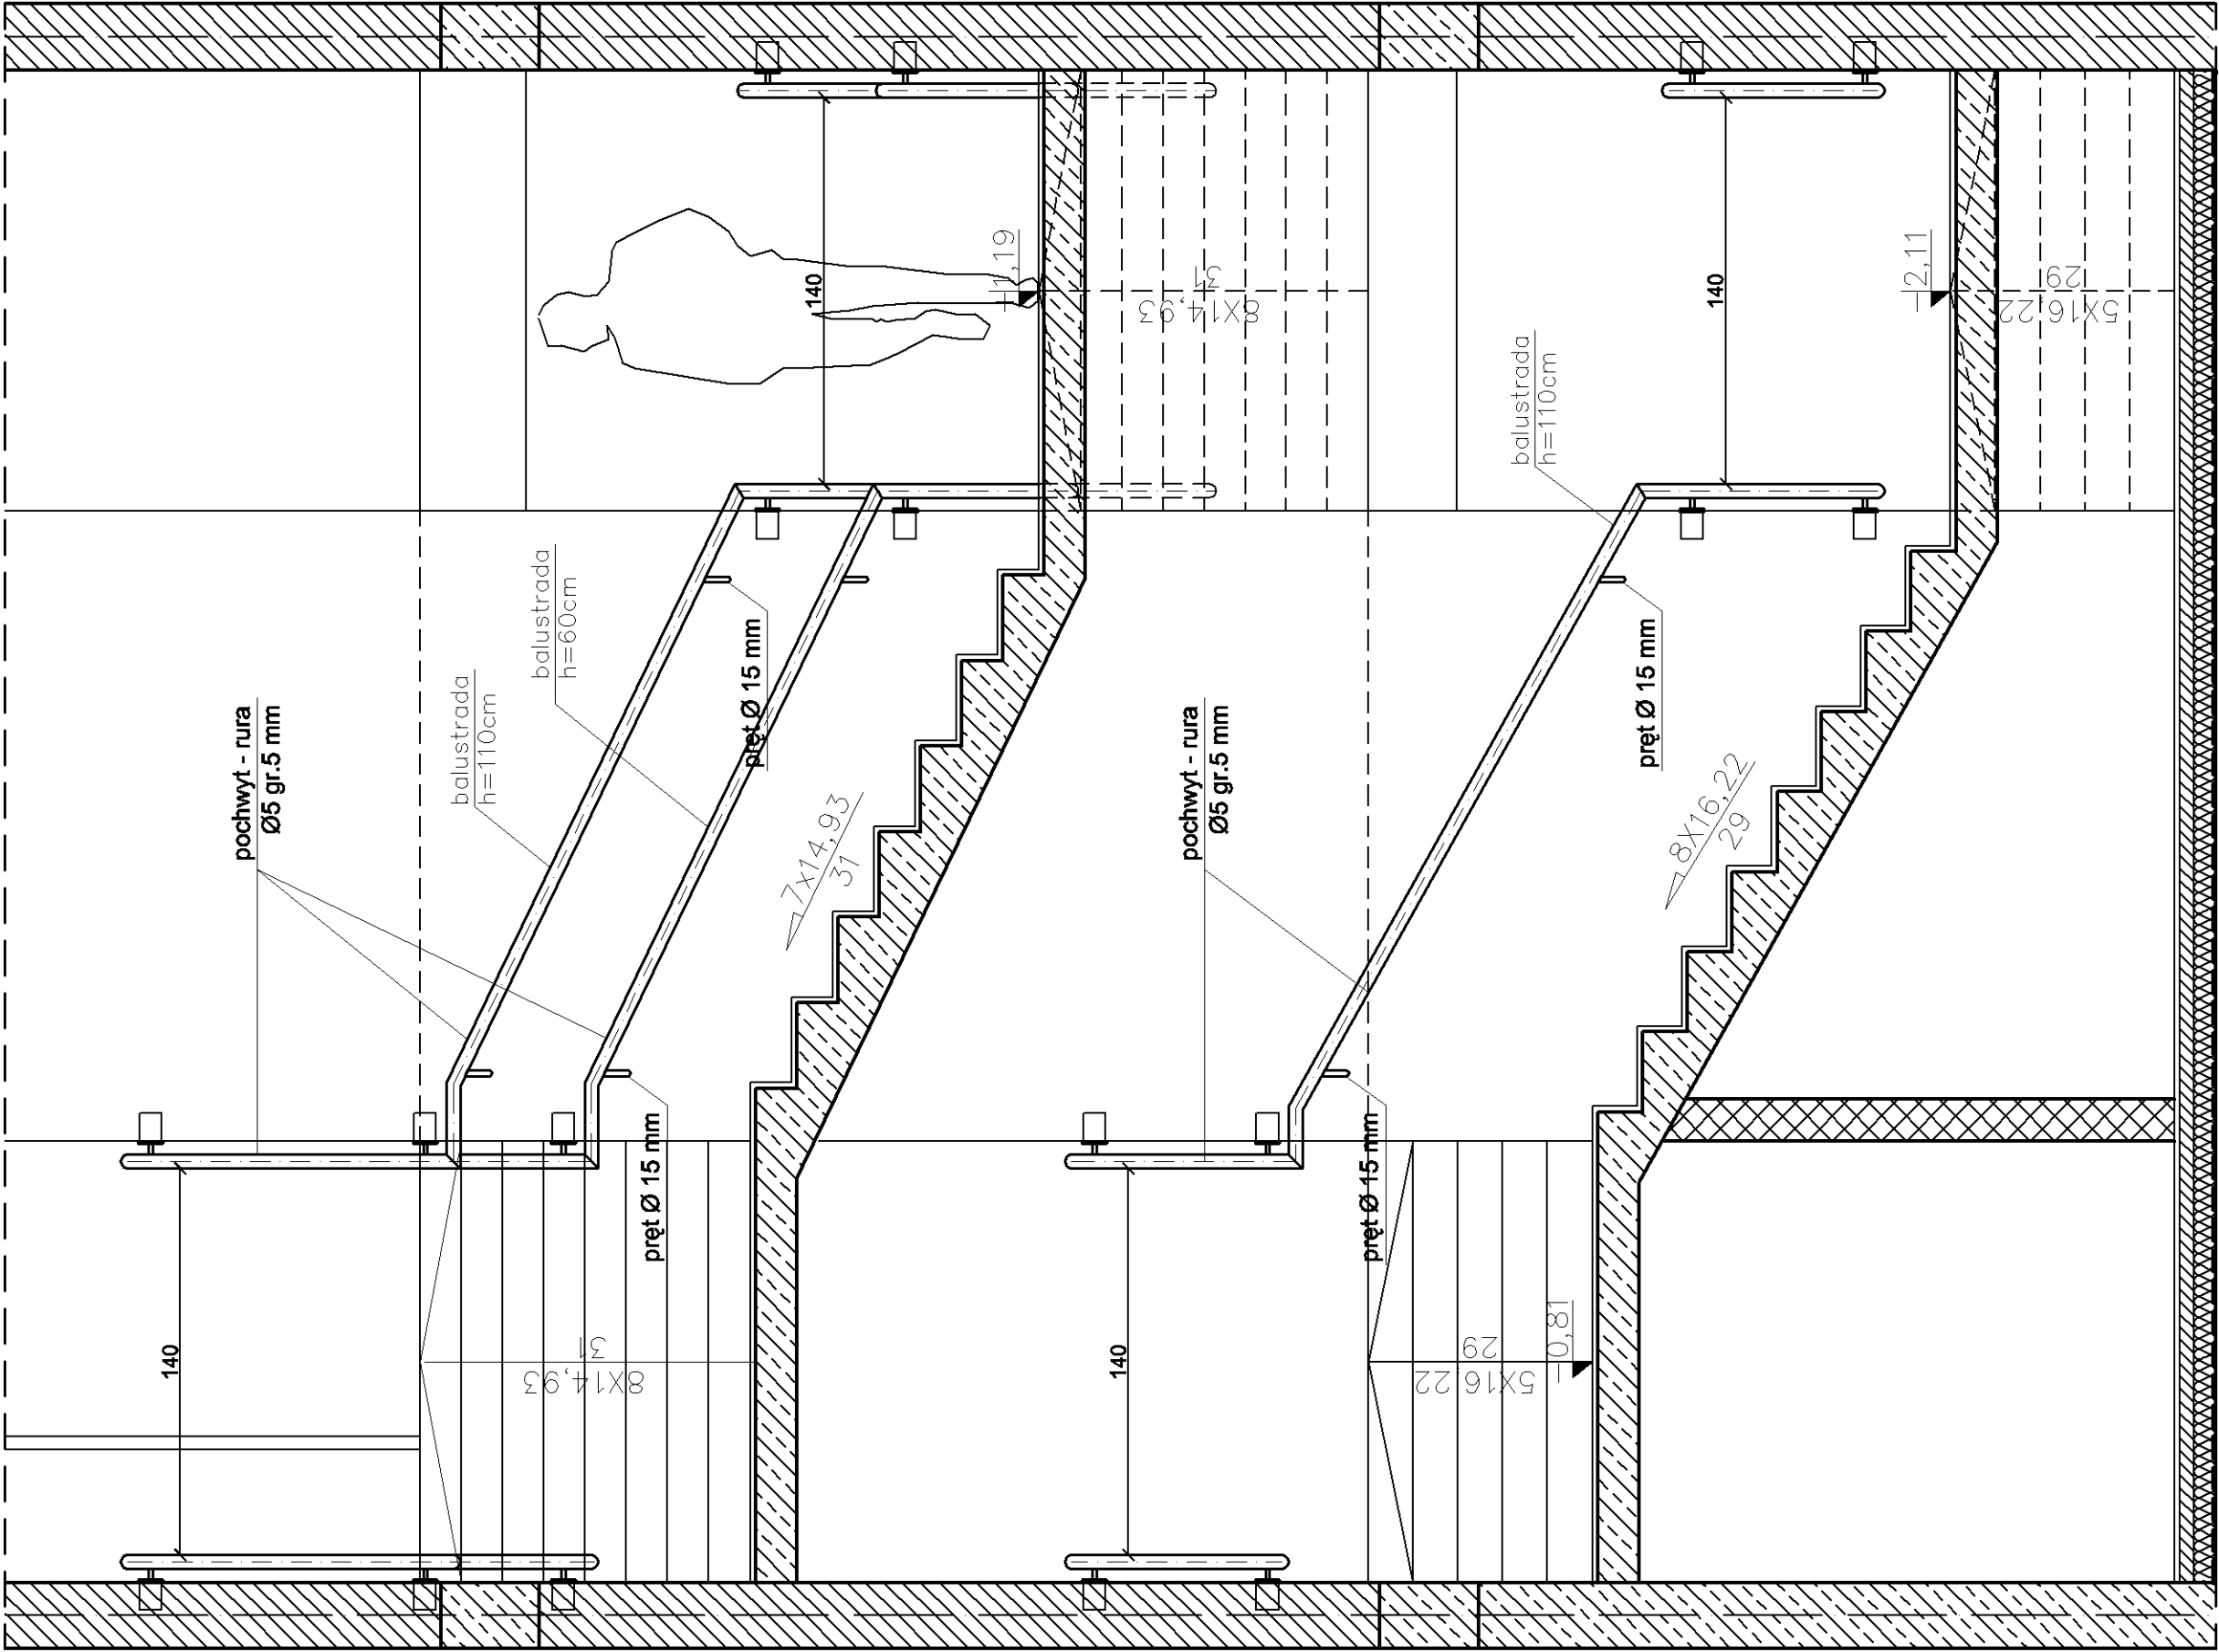 140
pochwyt - rura
Ø5 gr.5 mm
balustrada
h=110cm
balustrada
h=60cm
8X14,93
31
pręt Ø 15 mm
pręt Ø 15 mm
7x14,93
31
140
+1,19
140
pochwyt - rura
Ø5 gr.5 mm
8X14,93
31
pręt Ø 15 mm
5X16,22
29
balustrada
h=110cm
-0,81
pręt Ø 15 mm
8X16,22
29
140
-2,11
5X16,22
29